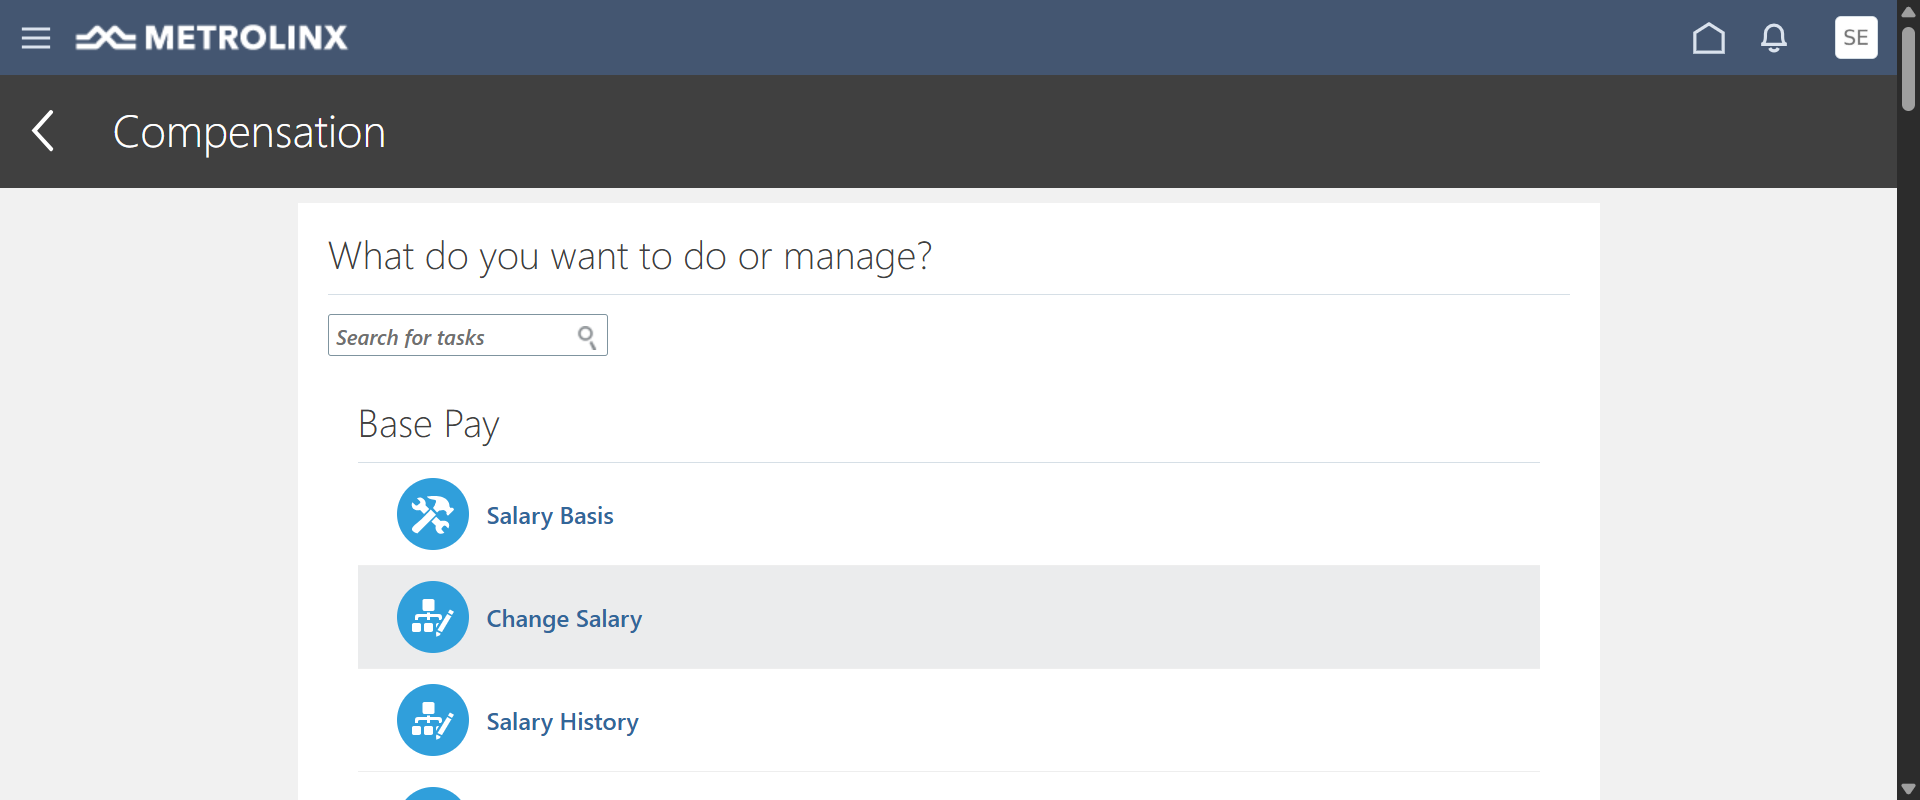 METROLINX
SE
Compensation
What do you want to do or manage?
Search for tasks
Base Pay
Salary Basis
Change Salary
Salary History